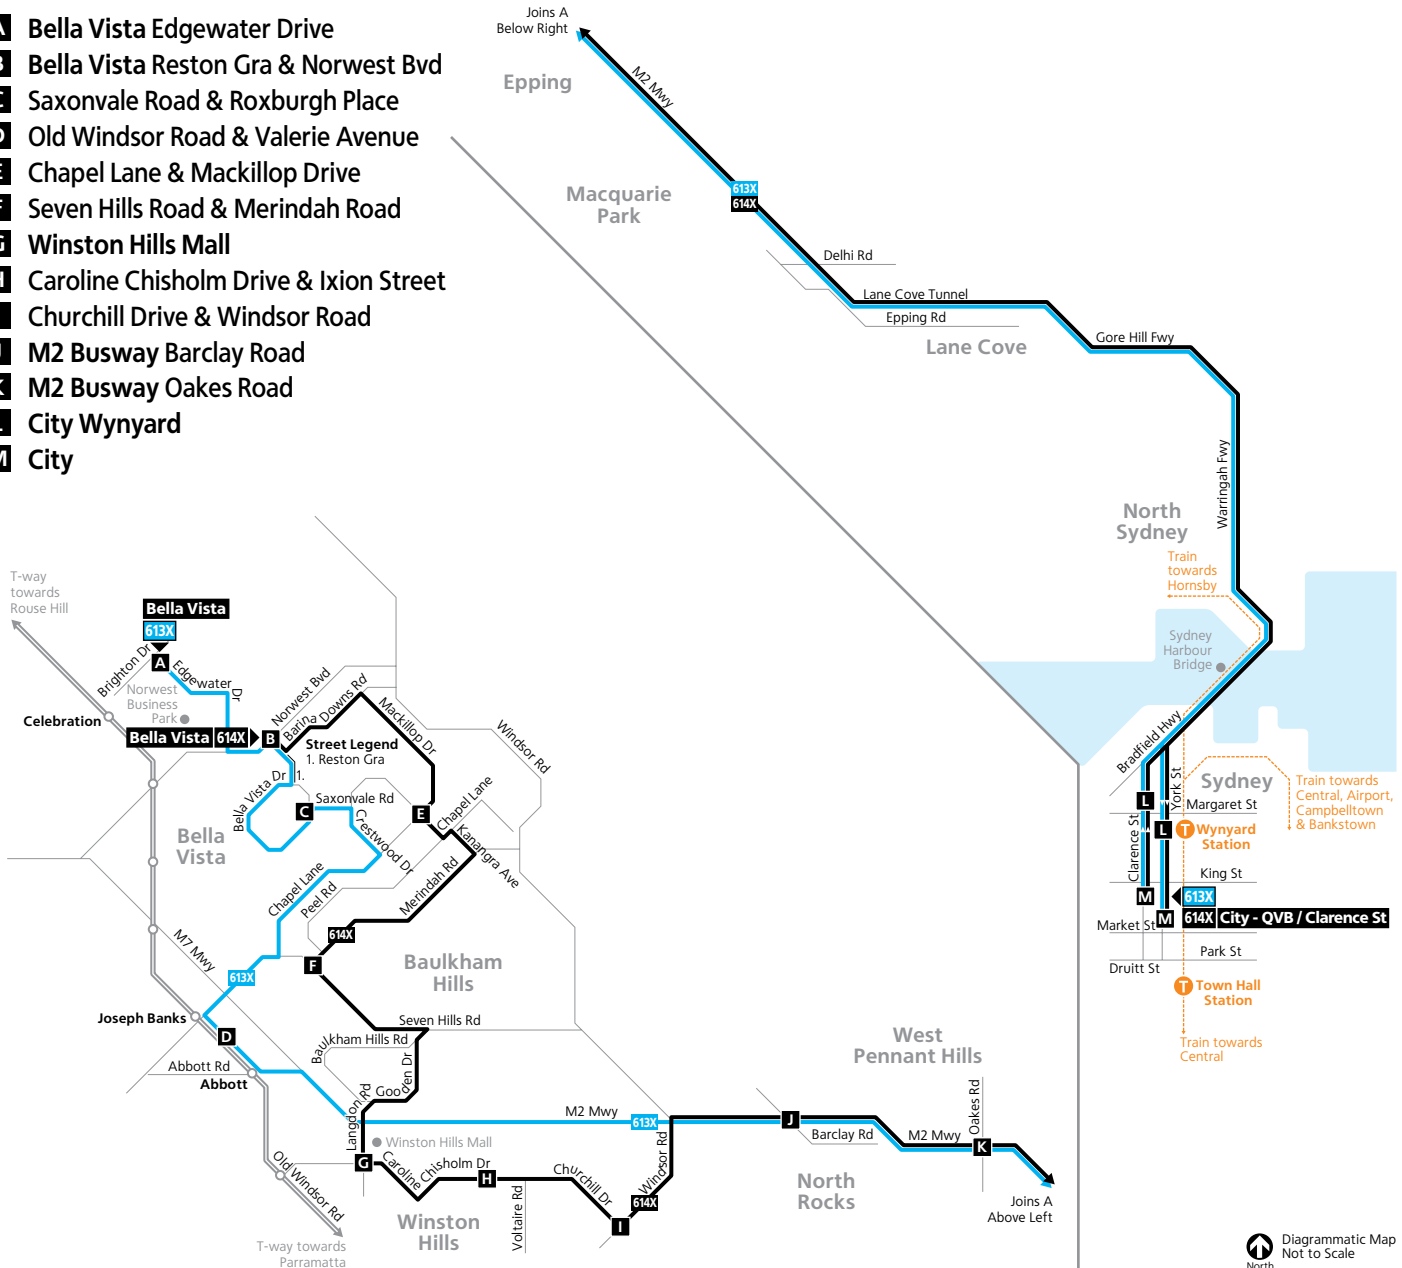 A Bella Vista Edgewater Drive
B Bella Vista Reston Gra & Norwest Bvd
C Saxonvale Road & Roxburgh Place
D Old Windsor Road & Valerie Avenue
E Chapel Lane & Mackillop Drive
F Seven Hills Road & Merindah Road
G Winston Hills Mall
H Caroline Chisholm Drive & Ixion Street
Churchill Drive & Windsor Road
J M2 Busway Barclay Road
K M2 Busway Oakes Road
L City Wynyard
M City
Joins A
Below Right
Epping
M2 Mwy
Macquarie
Park
613X
614X
Delhi Rd
Lane Cove Tunnel
Epping Rd
Lane Cove
Gore Hill Fwy
Warringah Fwy
North
Sydney
Train
towards
Hornsby
Sydney
Harbour
Bridge
Bradfield Hwy
York St
Sydney
Train towards
Central, Airport,
Campbelltown
& Bankstown
L
Margaret St
Clarence St
L
T Wynyard
Station
King St
M
613X
M
614X City - QVB / Clarence St
Market St
Park St
Druitt St
T Town Hall
Station
Train towards
Central
T-way
towards
Rouse Hill
Bella Vista
613X
A
Brighton Dr
Edgewater
Dr
Norwest
Business
Park
Celebration
Bella Vista 614X
B
Norwest Bvd
Barina Downs Rd
Mackillop Dr
Windsor Rd
Street Legend
1. Reston Gra
1.
Bella Vista Dr
C
Saxonvale Rd
E
Chapel Lane
Bella
Vista
Crestwood Dr
Kanangra Ave
Chapel Lane
Peel Rd
Merindah Rd
614X
M7 Mwy
F
613X
Baulkham
Hills
Joseph Banks
D
Seven Hills Rd
Baulkham Hills Rd
Abbott Rd
Abbott
Gooden Dr
Langdon Rd
M2 Mwy
613X
Winston Hills Mall
G
Caroline Chisholm Dr
H
Churchill Dr
Windsor Rd
614X
I
Voltaire Rd
Old Windsor Rd
Winston
Hills
T-way towards
Parramatta
West
Pennant Hills
J
Barclay Rd
M2 Mwy
Oakes Rd
K
North
Rocks
Joins A
Above Left
Diagrammatic Map
Not to Scale
North